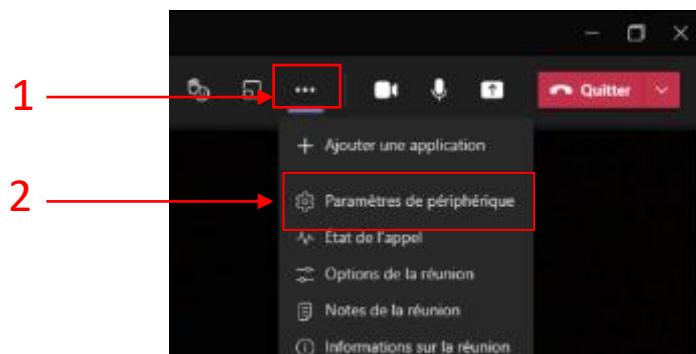 1
Quitter
Ajouter une application
2
Paramètres de périphérique
État de l'appel
Options de la réunion
Notes de la réunion
Informations sur la réunion